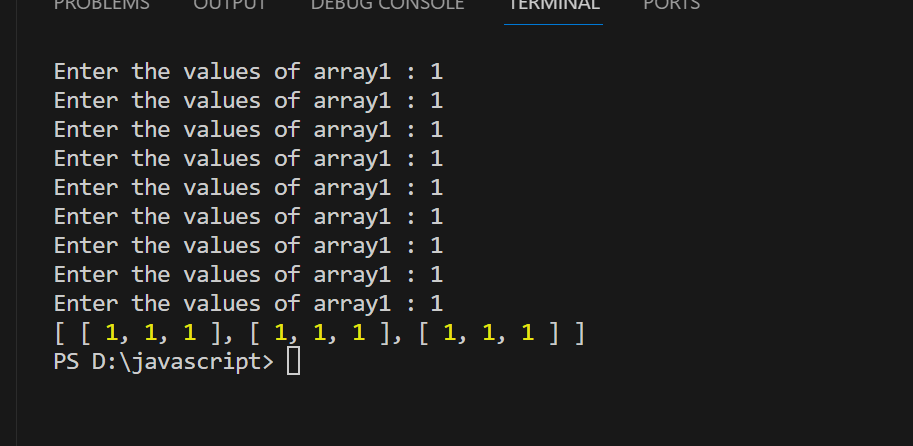 PROBLEMS OUTPUT DEBUG CONSOLE TERMINAL PORTS
Enter the values of array1 : 1
Enter the values of array1 : 1
Enter the values of array1 : 1
Enter the values of array1 : 1
Enter the values of array1 : 1
Enter the values of array1 : 1
Enter the values of array1 : 1
Enter the values of array1 : 1
Enter the values of array1 : 1
[ [ 1, 1, 1 ], [ 1, 1, 1 ], [ 1, 1, 1 ] ]
PS D:\javascript>